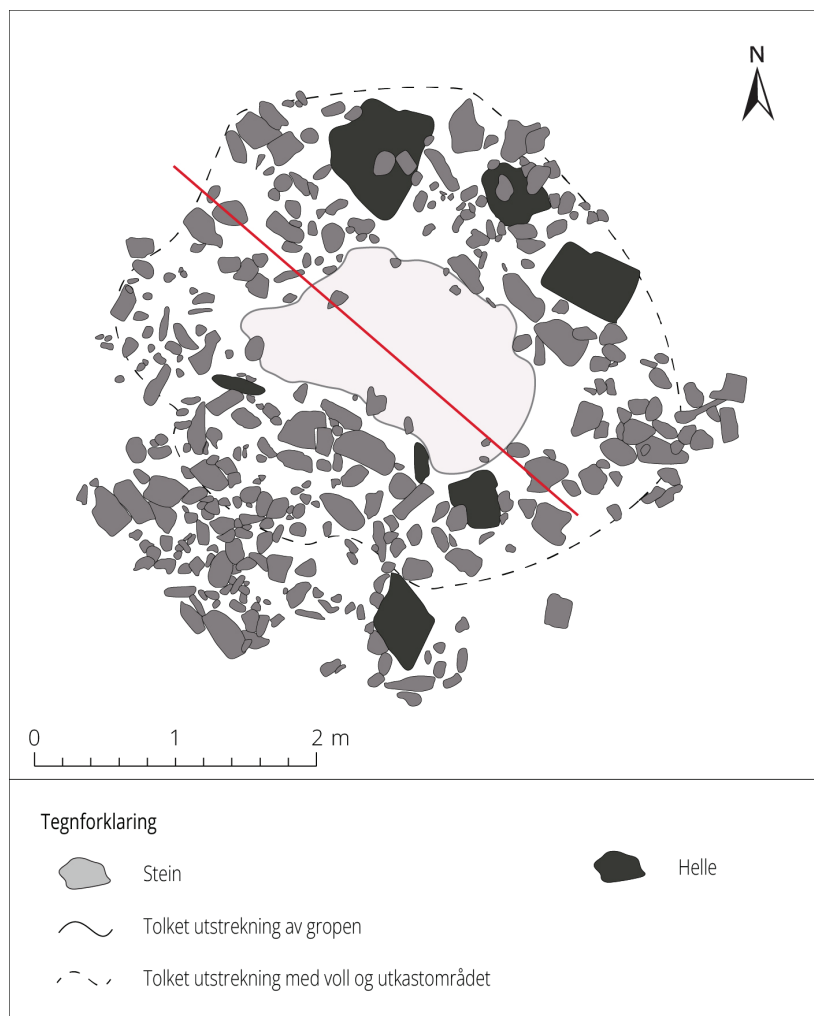 N
0 1 2 m
Tegnforklaring
Stein
Helle
Tolket utstrekning av gropen
Tolket utstrekning med voll og utkastområdet